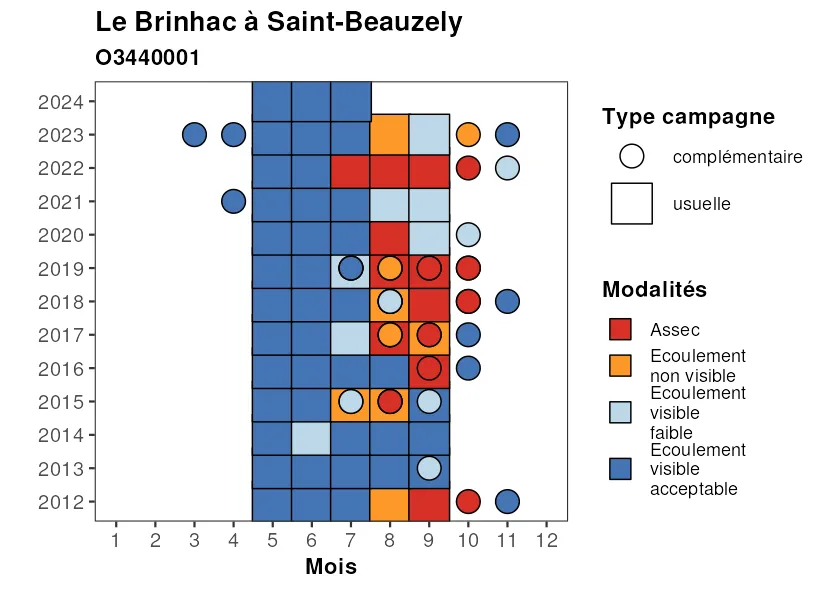 Le Brinhac à Saint-Beauzely
O3440001
2024
2023
2022
2021
2020
2019
2018
2017
2016
2015
2014
2013
2012
1 2 3 4 5 6 7 8 9 10 11 12
Mois
Type campagne
complémentaire
usuelle
Modalités
Assec
Ecoulement
non visible
Ecoulement
visible
faible
Ecoulement
visible
acceptable